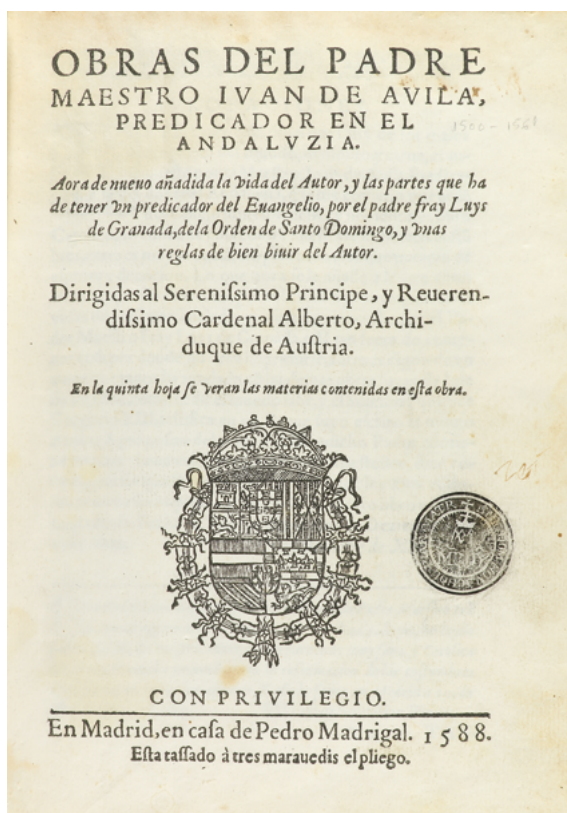 OBRAS DEL PADRE
MAESTRO IVAN DE AVILA,
PREDICADOR EN EL
ANDALVZIA.
1500 - 1561
Aora de nueuo añadida la vida del Autor, y las partes que ha
de tener vn predicador del Euangelio, por el padre fray Luys
de Granada, dela Orden de Santo Domingo, y vnas
reglas de bien biuir del Autor.
Dirigidas al Sereniſsimo Principe, y Reueren-
diſsimo Cardenal Alberto, Archi-
duque de Auſtria.
En la quinta hoja ſe veran las materias contenidas en eſta obra.
CON PRIVILEGIO.
En Madrid, en caſa de Pedro Madrigal. 1588.
Eſta taſſado à tres marauedis el pliego.